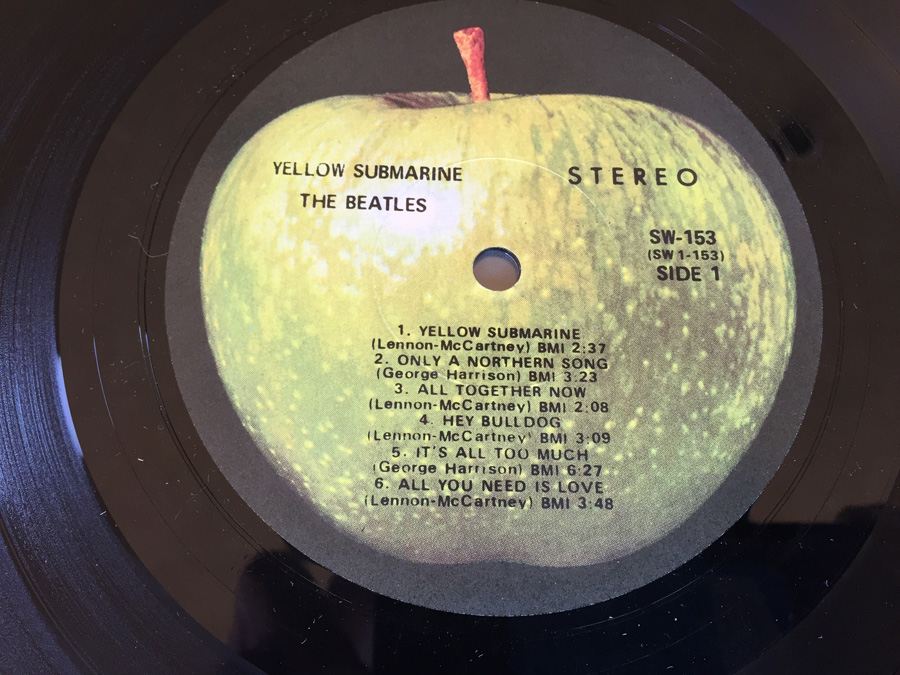 YELLOW SUBMARINE
THE BEATLES
STEREO
SW-153
(SW 1-153)
SIDE 1
1. YELLOW SUBMARINE
(Lennon-McCartney) BMI 2:37
2. ONLY A NORTHERN SONG
(George Harrison) BMI 3:23
3. ALL TOGETHER NOW
(Lennon-McCartney) BMI 2:08
4. HEY BULLDOG
(Lennon-McCartney) BMI 3:09
5. IT'S ALL TOO MUCH
(George Harrison) BMI 6:27
6. ALL YOU NEED IS LOVE
(Lennon-McCartney) BMI 3:48